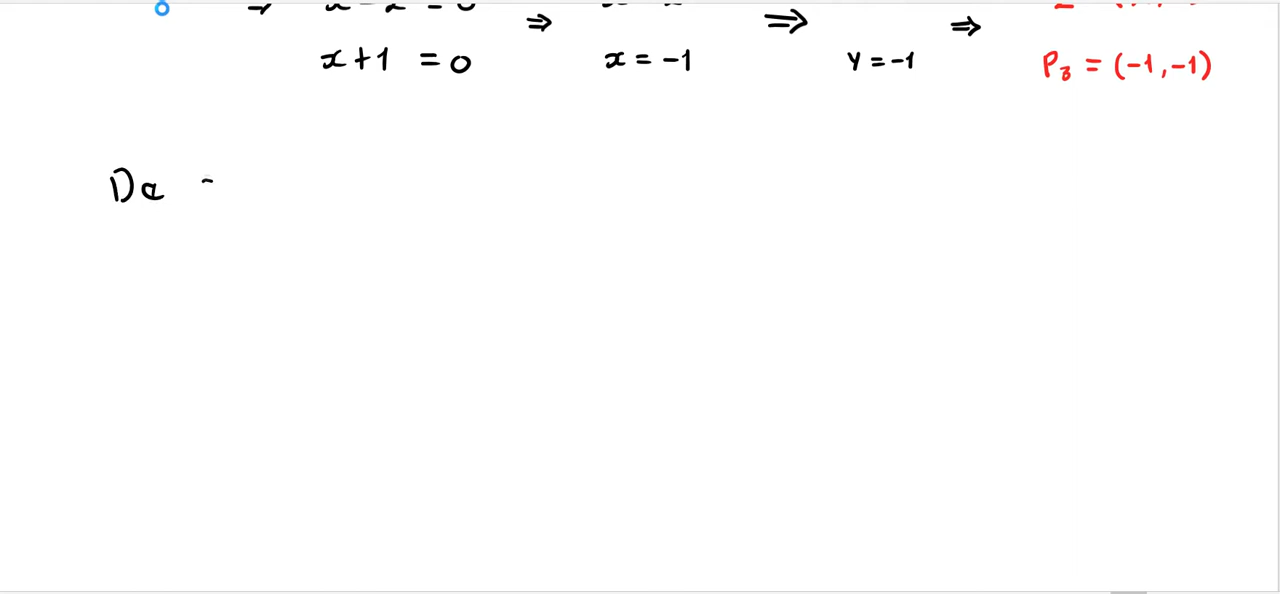 ⇒ ⇒ ⇒
x+1 = 0 x = -1 y = -1 P₃ = (-1,-1)
Da -